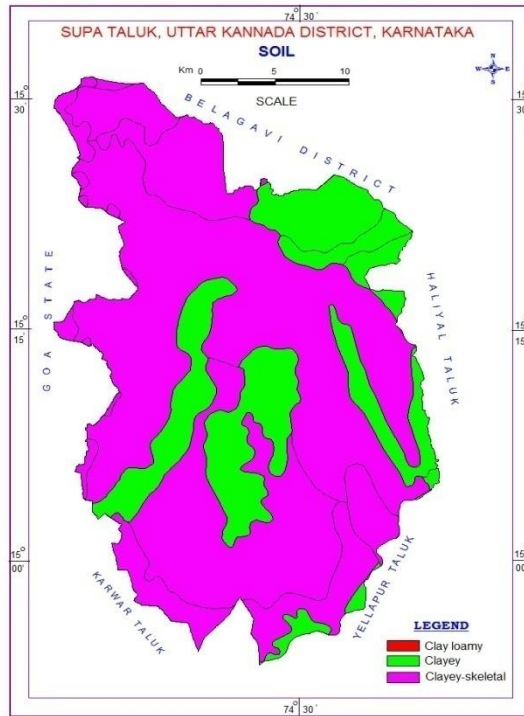 74° 30'
SUPA TALUK, UTTAR KANNADA DISTRICT, KARNATAKA
SOIL
N
W E
S
Km 0 5 10
SCALE
15° 30'
15° 30'
BELAGAVI DISTRICT
GOA STATE
HALIYAL TALUK
15° 15'
15° 15'
15° 00'
15° 00'
KARWAR TALUK
YELLAPUR TALUK
LEGEND
Clay loamy
Clayey
Clayey-skeletal
74° 30'